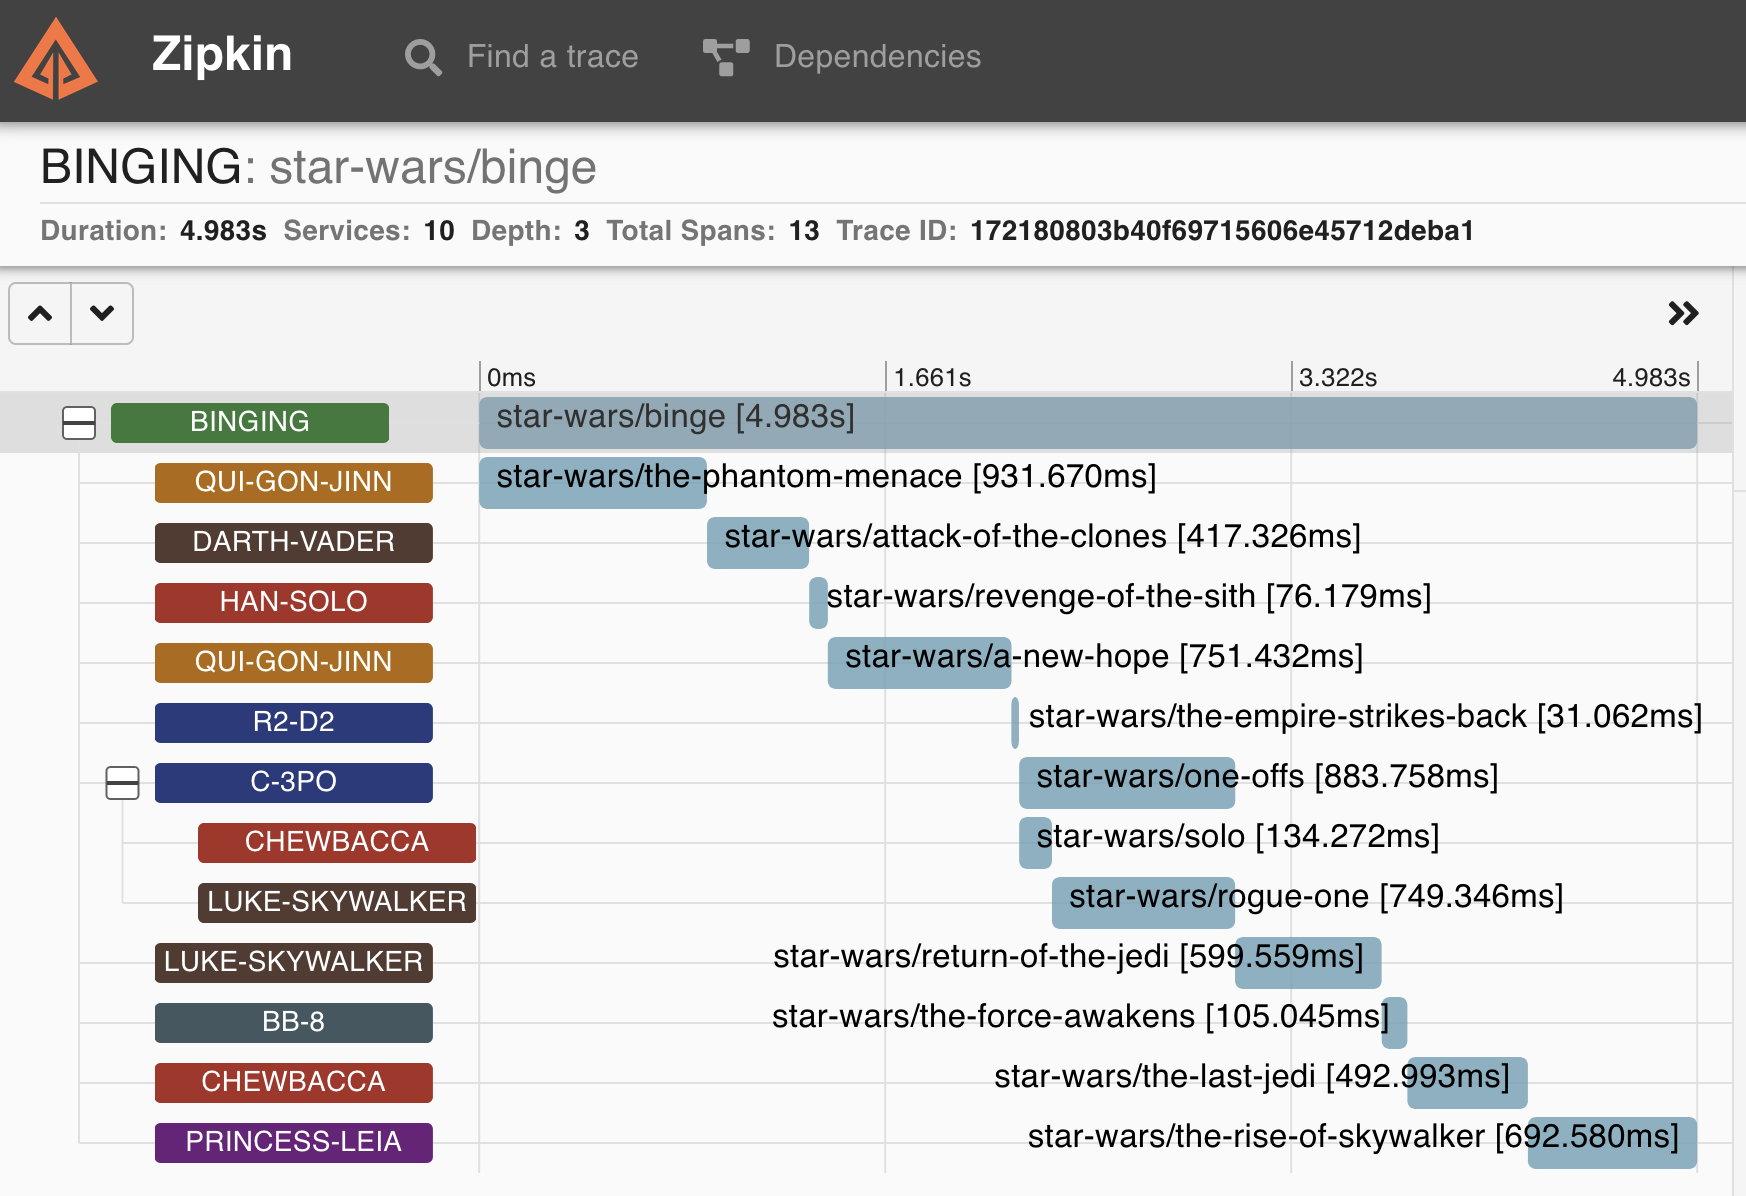 Zipkin Find a trace Dependencies
BINGING: star-wars/binge
Duration: 4.983s Services: 10 Depth: 3 Total Spans: 13 Trace ID: 172180803b40f69715606e45712deba1
0ms 1.661s 3.322s 4.983s
BINGING star-wars/binge [4.983s]
QUI-GON-JINN star-wars/the-phantom-menace [931.670ms]
DARTH-VADER star-wars/attack-of-the-clones [417.326ms]
HAN-SOLO star-wars/revenge-of-the-sith [76.179ms]
QUI-GON-JINN star-wars/a-new-hope [751.432ms]
R2-D2 star-wars/the-empire-strikes-back [31.062ms]
C-3PO star-wars/one-offs [883.758ms]
CHEWBACCA star-wars/solo [134.272ms]
LUKE-SKYWALKER star-wars/rogue-one [749.346ms]
LUKE-SKYWALKER star-wars/return-of-the-jedi [599.559ms]
BB-8 star-wars/the-force-awakens [105.045ms]
CHEWBACCA star-wars/the-last-jedi [492.993ms]
PRINCESS-LEIA star-wars/the-rise-of-skywalker [692.580ms]